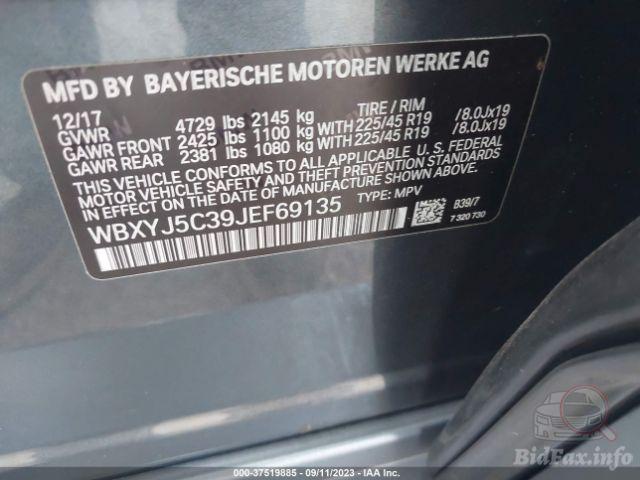 MFD BY BAYERISCHE MOTOREN WERKE AG
12/17 TIRE / RIM
GVWR 4729 lbs 2145 kg
GAWR FRONT 2425 lbs 1100 kg WITH 225/45 R19 /8.0Jx19
GAWR REAR 2381 lbs 1080 kg WITH 225/45 R19 /8.0Jx19
THIS VEHICLE CONFORMS TO ALL APPLICABLE U. S. FEDERAL
MOTOR VEHICLE SAFETY AND THEFT PREVENTION
STANDARDS IN EFFECT ON THE DATE OF
MANUFACTURE SHOWN ABOVE.
WBXYJ5C39JEF69135 TYPE: MPV B39/7
7 320 730
BidFax.info
© 37519885 - 09/11/2023 - IAA Inc.